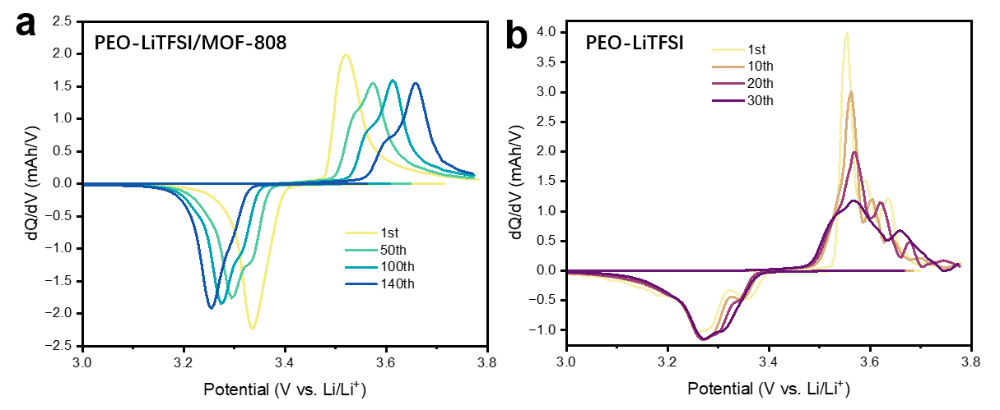 a
PEO-LiTFSI/MOF-808
2.5
2.0
1.5
1.0
0.5
0.0
−0.5
−1.0
−1.5
−2.0
−2.5
dQ/dV (mAh/V)
1st
50th
100th
140th
3.0
3.2
3.4
3.6
3.8
Potential (V vs. Li/Li⁺)
b
PEO-LiTFSI
1st
10th
20th
30th
4.0
3.5
3.0
2.5
2.0
1.5
1.0
0.5
0.0
−0.5
−1.0
dQ/dV (mAh/V)
3.0
3.2
3.4
3.6
3.8
Potential (V vs. Li/Li⁺)